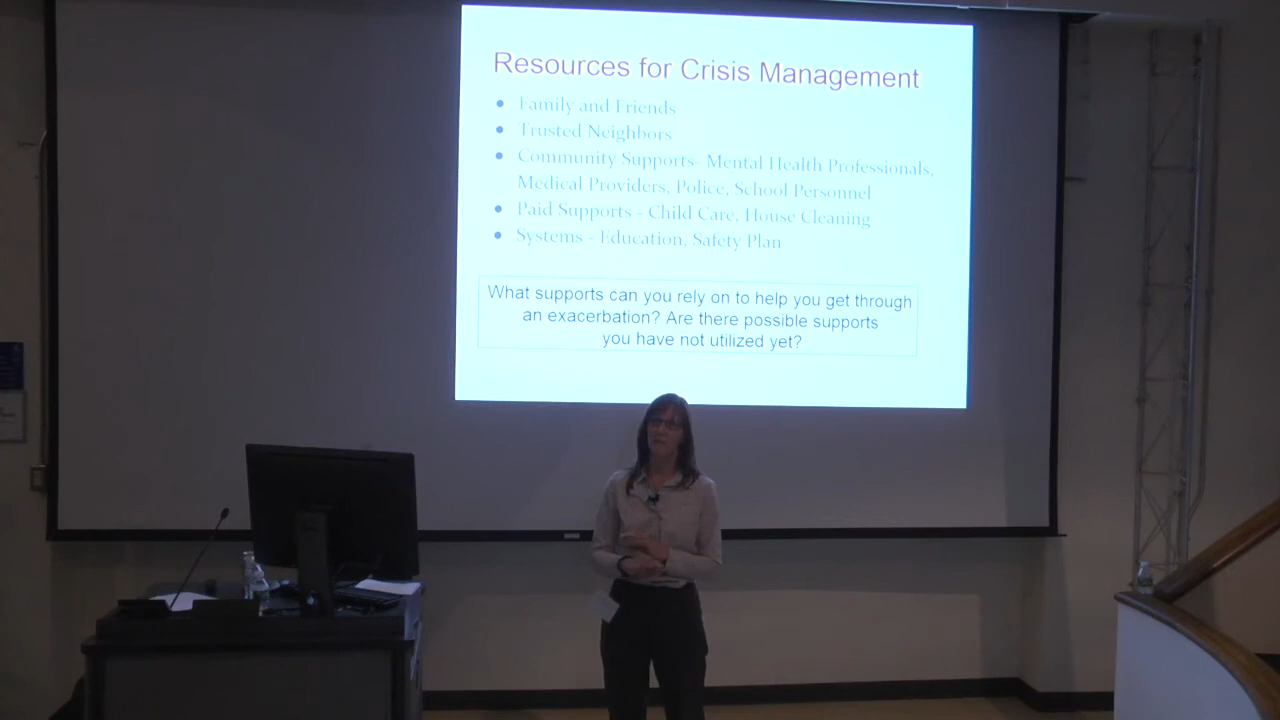 Resources for Crisis Management
• Family and Friends
• Trusted Neighbors
• Community Supports- Mental Health Professionals,
Medical Providers, Police, School Personnel
• Paid Supports - Child Care, House Cleaning
• Systems - Education, Safety Plan
What supports can you rely on to help you get through
an exacerbation? Are there possible supports
you have not utilized yet?